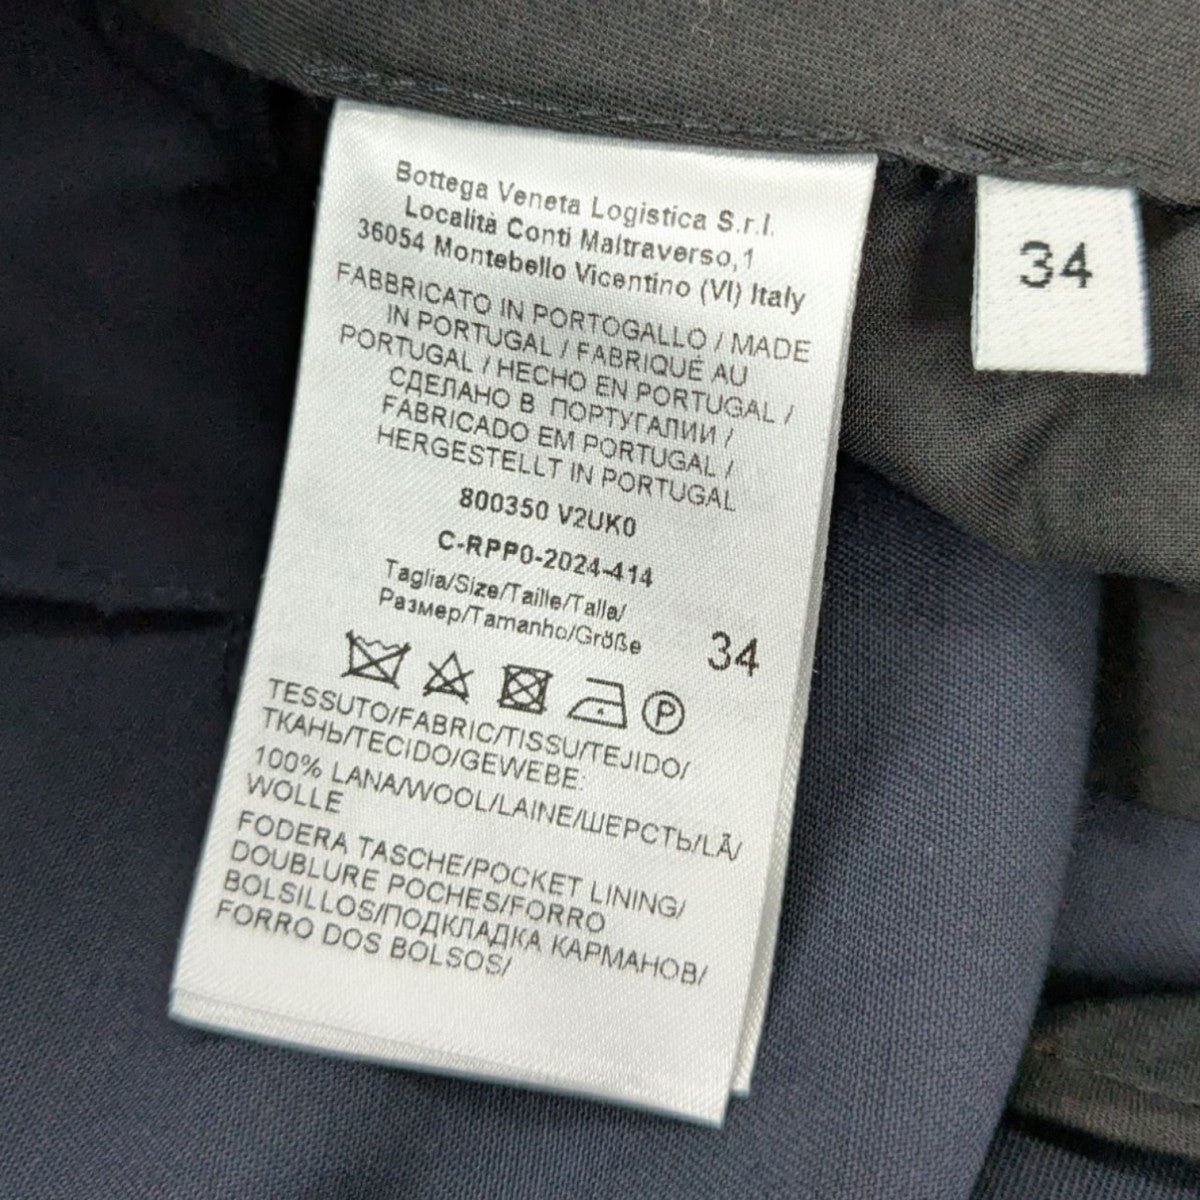 Bottega Veneta Logistica S.r.l.
Località Conti Maltraverso,1
36054 Montebello Vicentino (VI) Italy
FABBRICATO IN PORTOGALLO / MADE
IN PORTUGAL / FABRIQUÉ AU
PORTUGAL / HECHO EN PORTUGAL /
СДЕЛАНО В ПОРТУГАЛИИ /
FABRICADO EM PORTUGAL /
HERGESTELLT IN PORTUGAL
800350 V2UK0
C-RPP0-2024-414
Taglia/Size/Taille/Talla/
Размер/Tamanho/Größe
34
P
TESSUTO/FABRIC/TISSU/TEJIDO/
ТКАНЬ/TECIDO/GEWEBE:
100% LANA/WOOL/LAINE/ШЕРСТЬ/LÃ/
WOLLE
FODERA TASCHE/POCKET LINING/
DOUBLURE POCHES/FORRO
BOLSILLOS/ПОДКЛАДКА КАРМАНОВ/
FORRO DOS BOLSOS/
34